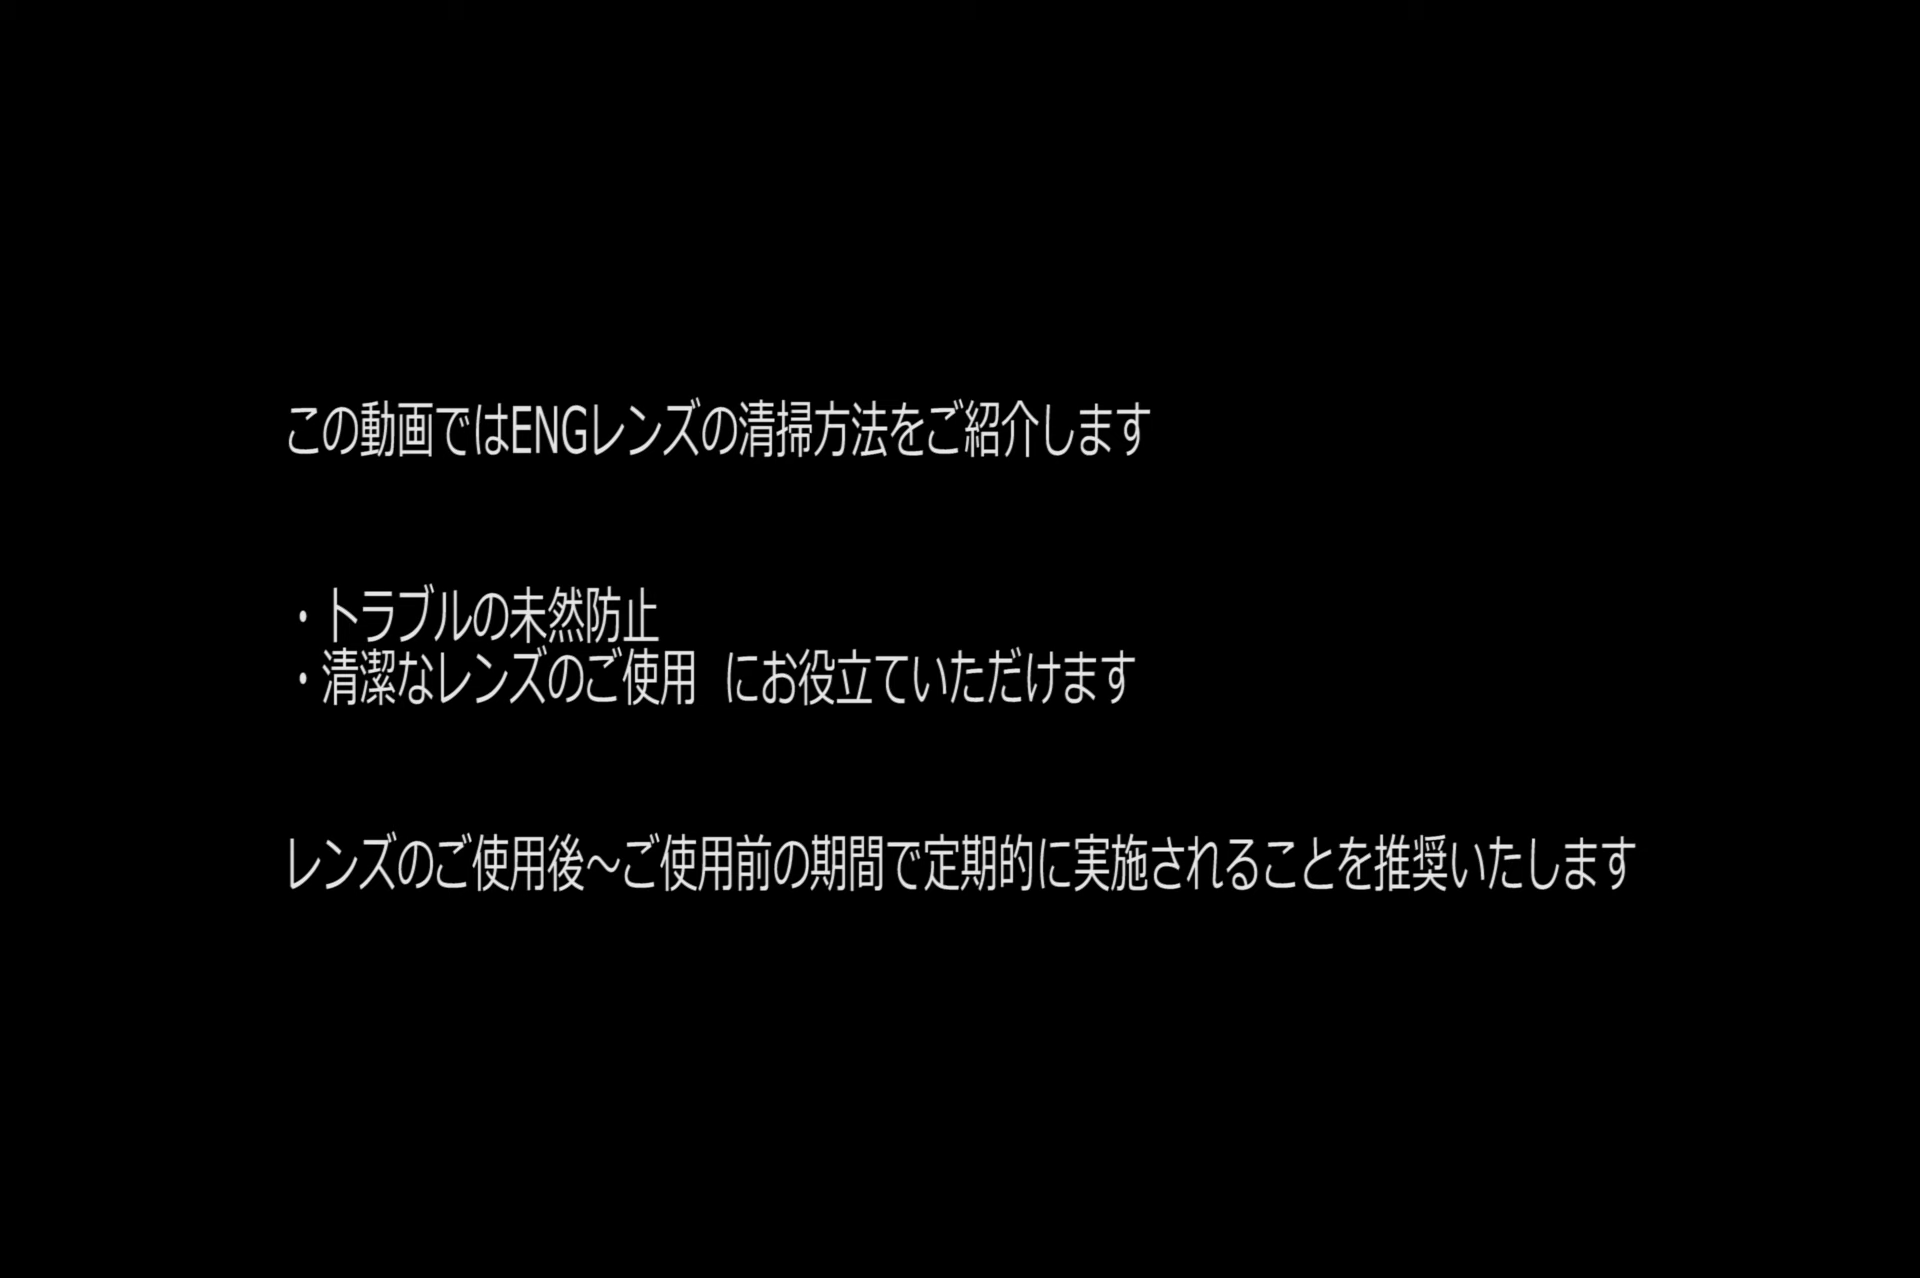 この動画ではENGレンズの清掃方法をご紹介します
・トラブルの未然防止
・清潔なレンズのご使用　にお役立ていただけます
レンズのご使用後～ご使用前の期間で定期的に実施されることを推奨いたします